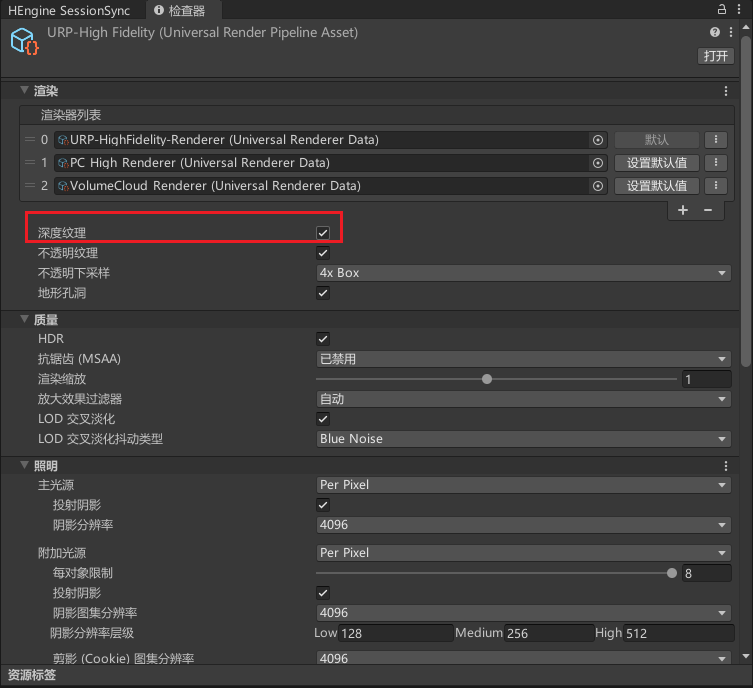 HEngine SessionSync 检查器
URP-High Fidelity (Universal Render Pipeline Asset)
打开
渲染
渲染器列表
0 URP-HighFidelity-Renderer (Universal Renderer Data) 默认
1 PC High Renderer (Universal Renderer Data) 设置默认值
2 VolumeCloud Renderer (Universal Renderer Data) 设置默认值
+ −
深度纹理
不透明纹理
不透明下采样 4x Box
地形孔洞
质量
HDR
抗锯齿 (MSAA) 已禁用
渲染缩放 1
放大效果过滤器 自动
LOD 交叉淡化
LOD 交叉淡化抖动类型 Blue Noise
照明
主光源 Per Pixel
投射阴影
阴影分辨率 4096
附加光源 Per Pixel
每对象限制 8
投射阴影
阴影图集分辨率 4096
阴影分辨率层级 Low 128 Medium 256 High 512
剪影 (Cookie) 图集分辨率 4096
资源标签